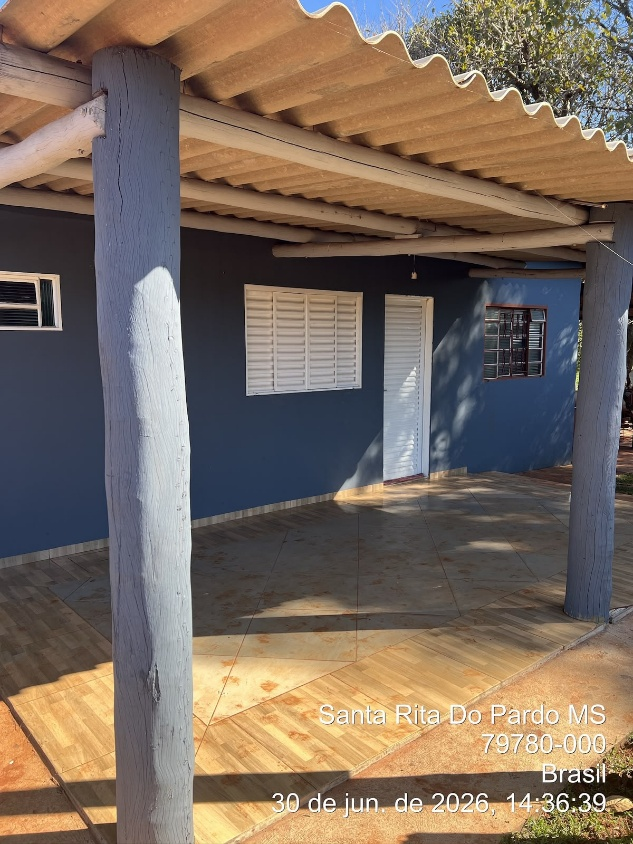 Santa Rita Do Pardo MS
79780-000
Brasil
30 de jun. de 2026, 14:36:39